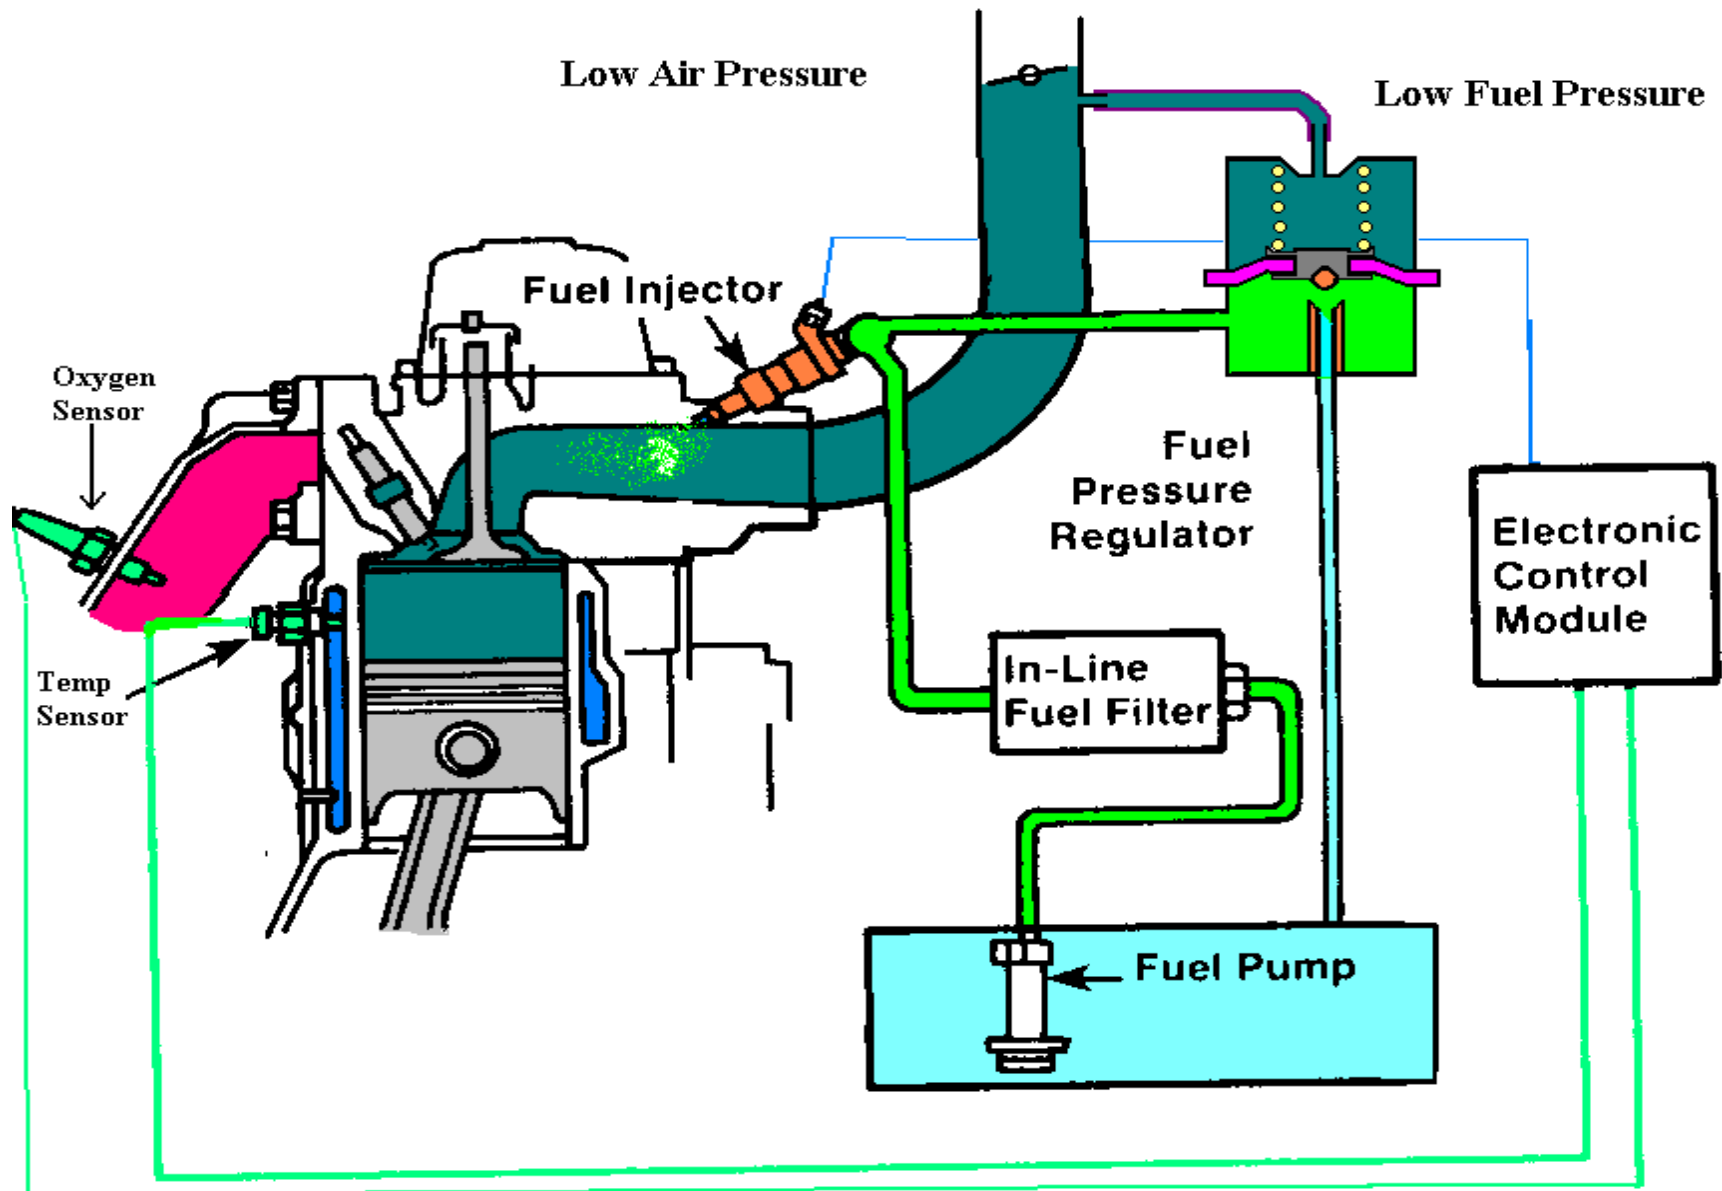 Low Air Pressure
Low Fuel Pressure
Fuel Injector
Oxygen
Sensor
Fuel
Pressure
Regulator
Electronic
Control
Module
In-Line
Fuel Filter
Temp
Sensor
Fuel Pump